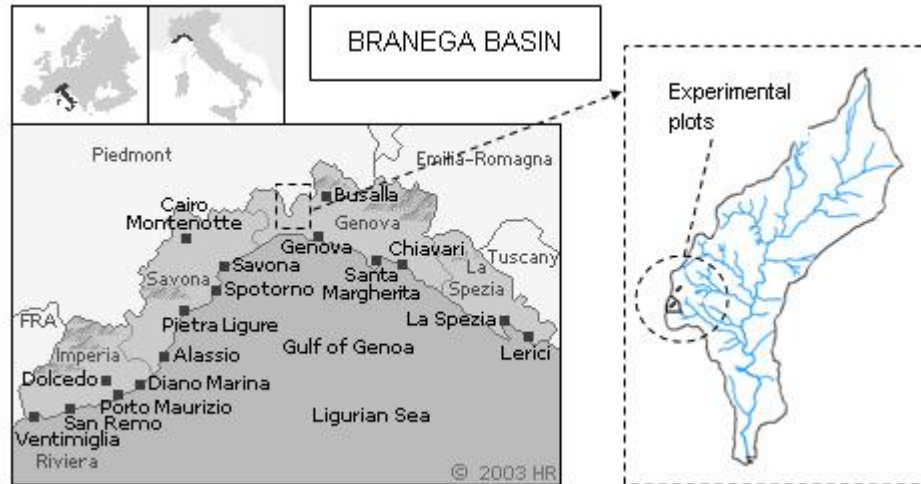 BRANEGA BASIN
Experimental
plots
Piedmont
Emilia-Romagna
Cairo
Montenotte
Busalla
Genova
Genova
Chiavari
Tuscany
Savona
Savona
Santa
Margherita
La
Spezia
Spotorno
FRA
Pietra Ligure
La Spezia
Gulf of Genoa
Lerici
Imperia
Alassio
Dolcedo
Diano Marina
Porto Maurizio
San Remo
Ligurian Sea
Ventimiglia
Riviera
© 2003 HR